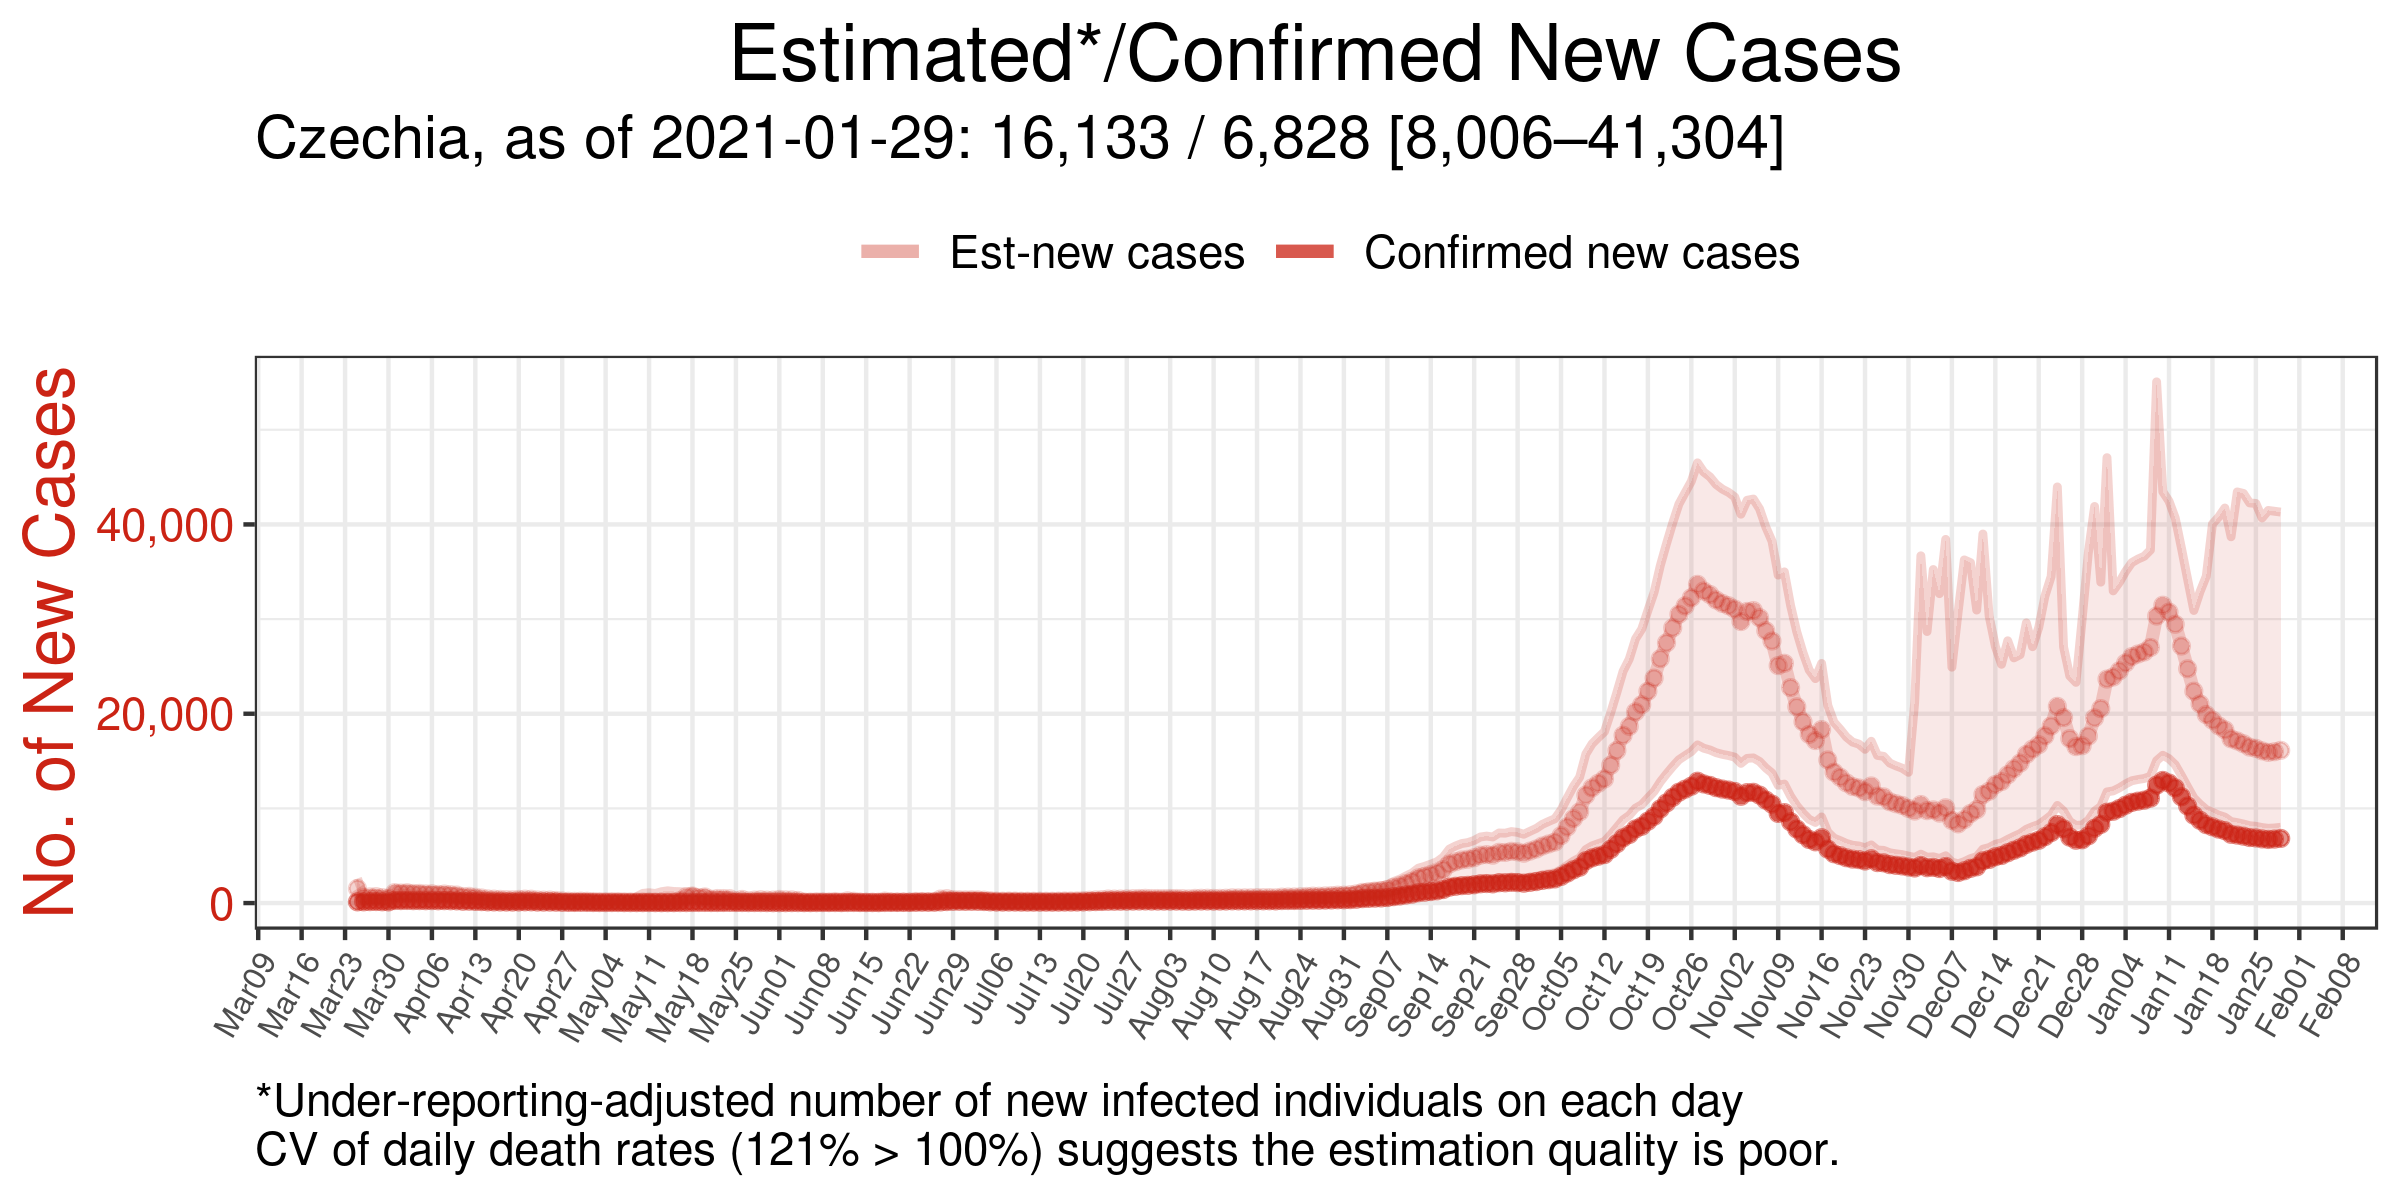 Estimated*/Confirmed New Cases
Czechia, as of 2021-01-29: 16,133 / 6,828 [8,006–41,304]
Est-new cases
Confirmed new cases
No. of New Cases
40,000
20,000
0
Mar09
Mar16
Mar23
Mar30
Apr06
Apr13
Apr20
Apr27
May04
May11
May18
May25
Jun01
Jun08
Jun15
Jun22
Jun29
Jul06
Jul13
Jul20
Jul27
Aug03
Aug10
Aug17
Aug24
Aug31
Sep07
Sep14
Sep21
Sep28
Oct05
Oct12
Oct19
Oct26
Nov02
Nov09
Nov16
Nov23
Nov30
Dec07
Dec14
Dec21
Dec28
Jan04
Jan11
Jan18
Jan25
Feb01
Feb08
*Under-reporting-adjusted number of new infected individuals on each day
CV of daily death rates (121% > 100%) suggests the estimation quality is poor.